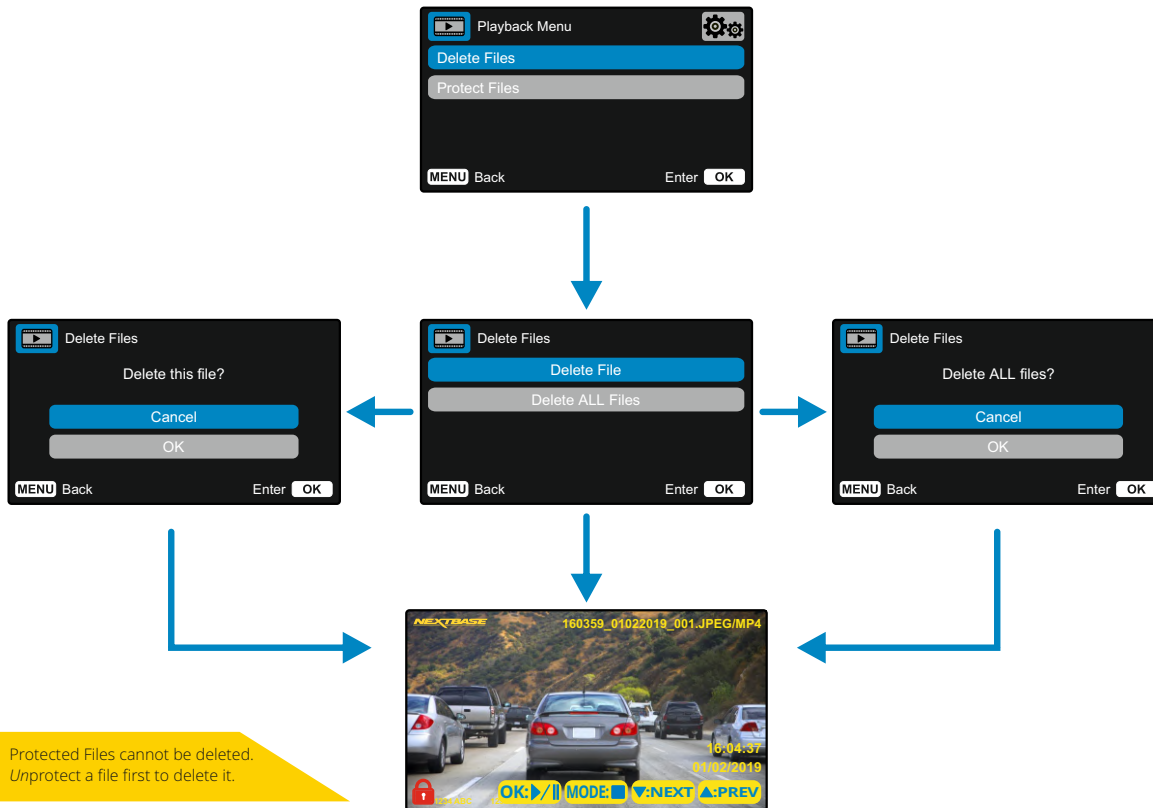 Playback Menu
Delete Files
Protect Files
MENU Back Enter OK
Delete Files
Delete this file?
Cancel
OK
MENU Back Enter OK
Delete Files
Delete File
Delete ALL Files
MENU Back Enter OK
Delete Files
Delete ALL files?
Cancel
OK
MENU Back Enter OK
NEXTBASE 160359_01022019_001.JPEG/MP4
16:04:37
01/02/2019
OK: MODE: ▼:NEXT ▲:PREV
Protected Files cannot be deleted.
Unprotect a file first to delete it.